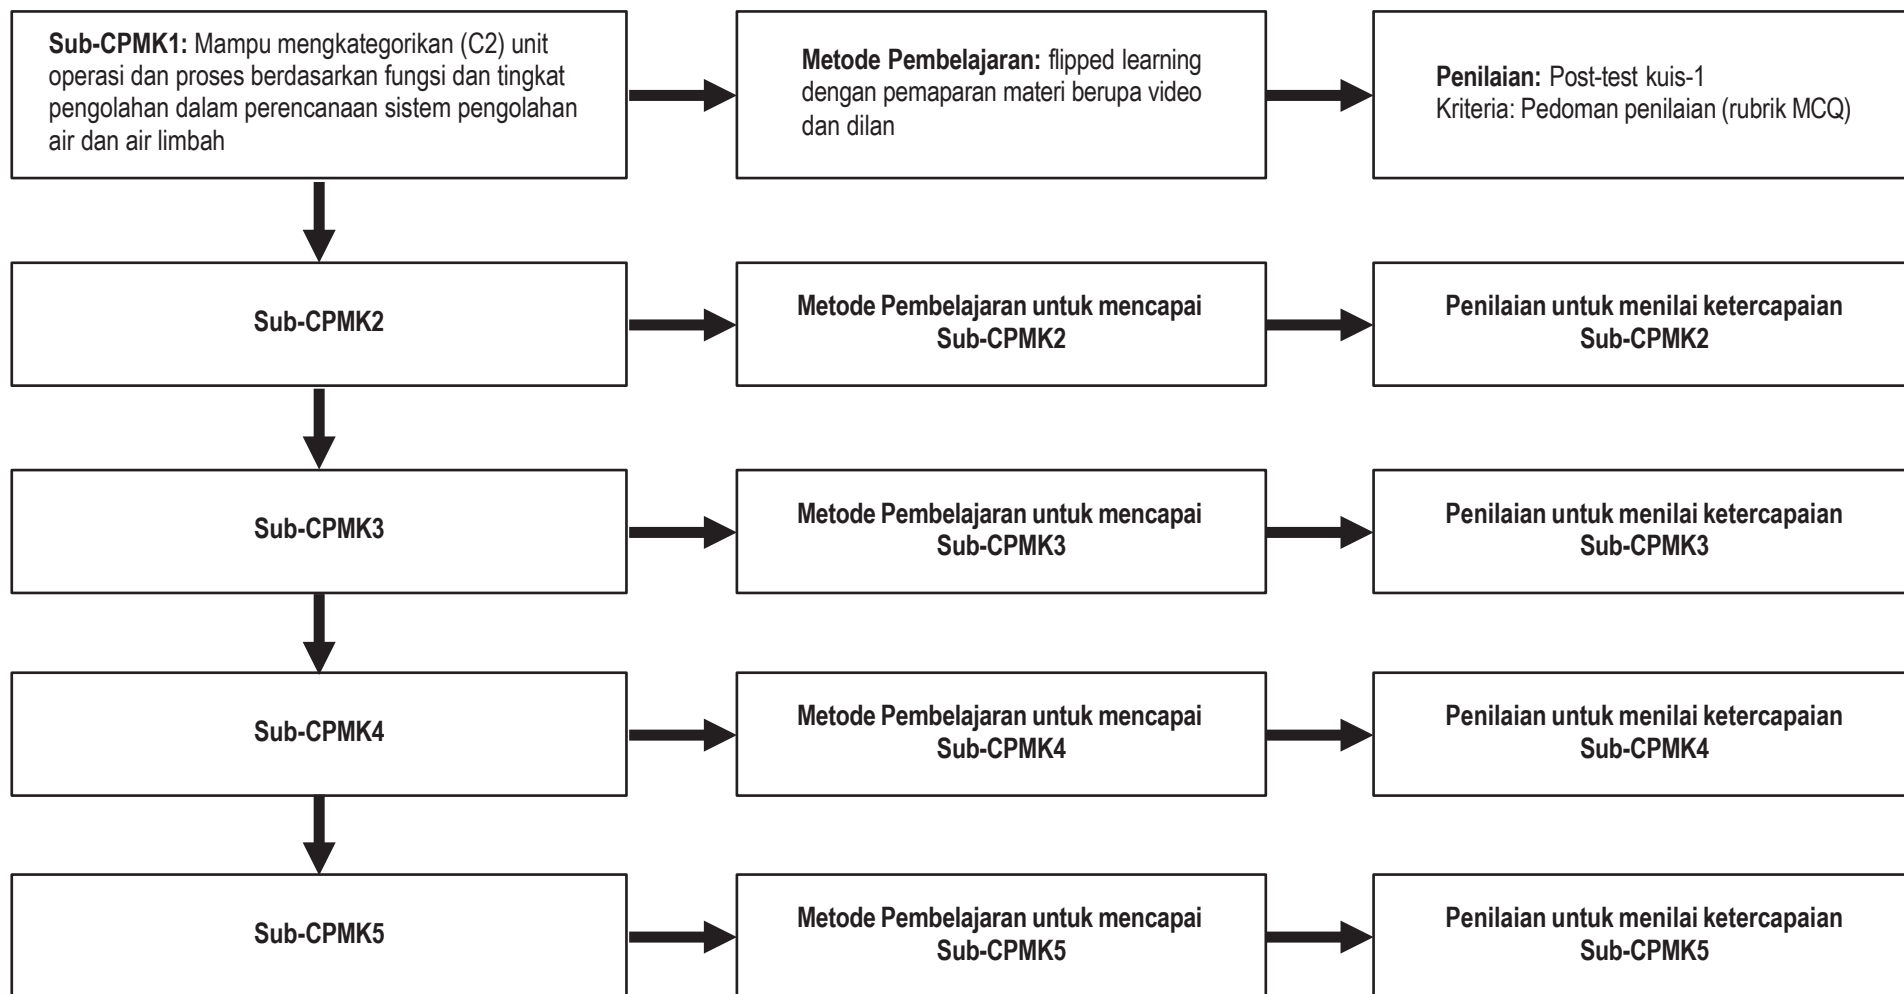 Sub-CPMK1: Mampu mengkategorikan (C2) unit
operasi dan proses berdasarkan fungsi dan tingkat
pengolahan dalam perencanaan sistem pengolahan
air dan air limbah
Metode Pembelajaran: flipped learning
dengan pemaparan materi berupa video
dan dilan
Penilaian: Post-test kuis-1
Kriteria: Pedoman penilaian (rubrik MCQ)
Sub-CPMK2
Metode Pembelajaran untuk mencapai
Sub-CPMK2
Penilaian untuk menilai ketercapaian
Sub-CPMK2
Sub-CPMK3
Metode Pembelajaran untuk mencapai
Sub-CPMK3
Penilaian untuk menilai ketercapaian
Sub-CPMK3
Sub-CPMK4
Metode Pembelajaran untuk mencapai
Sub-CPMK4
Penilaian untuk menilai ketercapaian
Sub-CPMK4
Sub-CPMK5
Metode Pembelajaran untuk mencapai
Sub-CPMK5
Penilaian untuk menilai ketercapaian
Sub-CPMK5